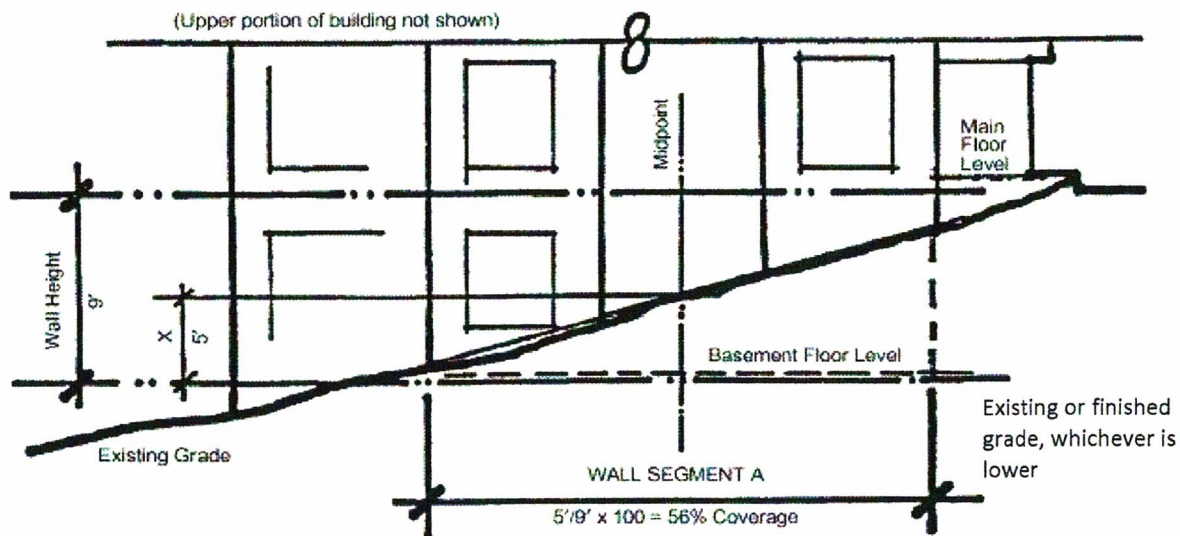 (Upper portion of building not shown)
8
Midpoint
Main
Floor
Level
Wall Height
9'
X
5'
Basement Floor Level
Existing Grade
Existing or finished
grade, whichever is
lower
WALL SEGMENT A
5'/9' x 100 = 56% Coverage